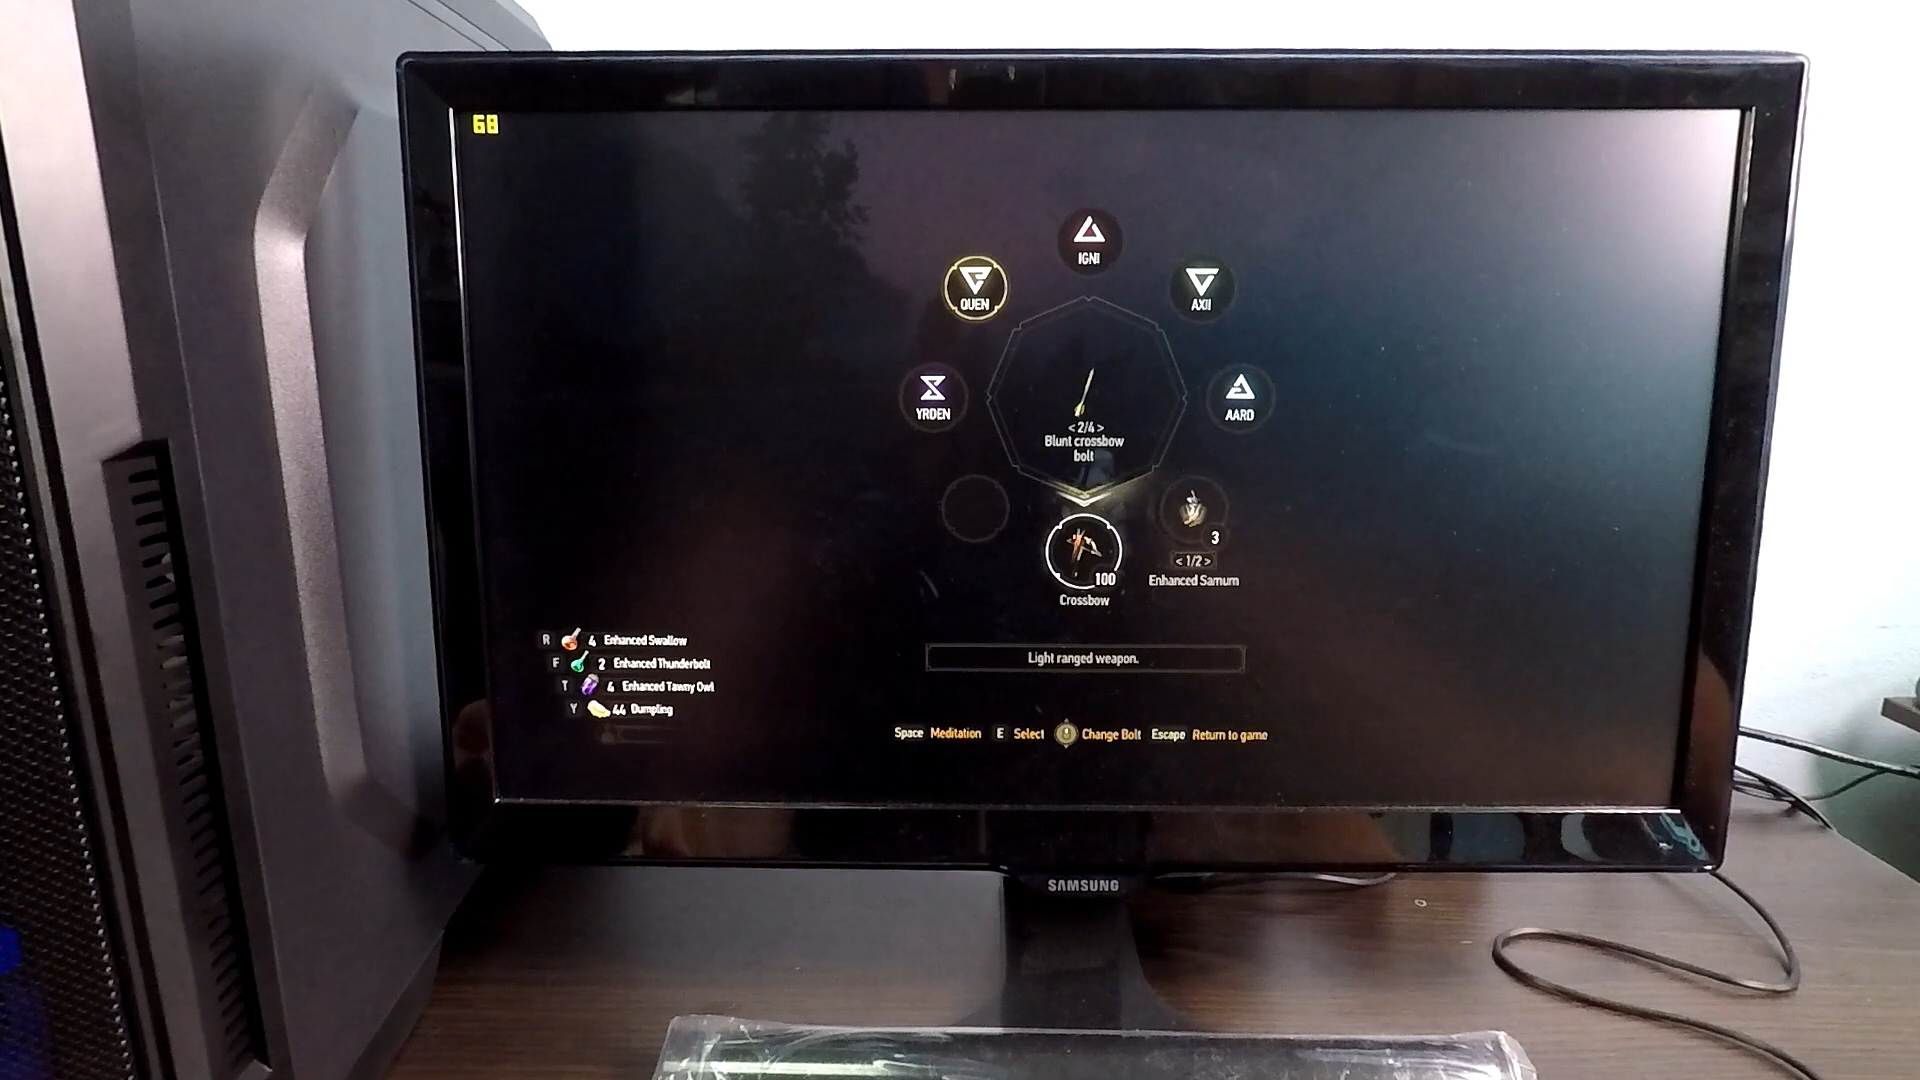 68
IGNI
QUEN
AXII
YRDEN
AARD
< 2/4 >
Blunt crossbow
bolt
3
100
< 1/2 >
Enhanced Samum
Crossbow
R 4 Enhanced Swallow
F 2 Enhanced Thunderbolt
T 4 Enhanced Tawny Owl
Y 44 Dumpling
Light ranged weapon.
Space Meditation E Select Change Bolt Escape Return to game
SAMSUNG